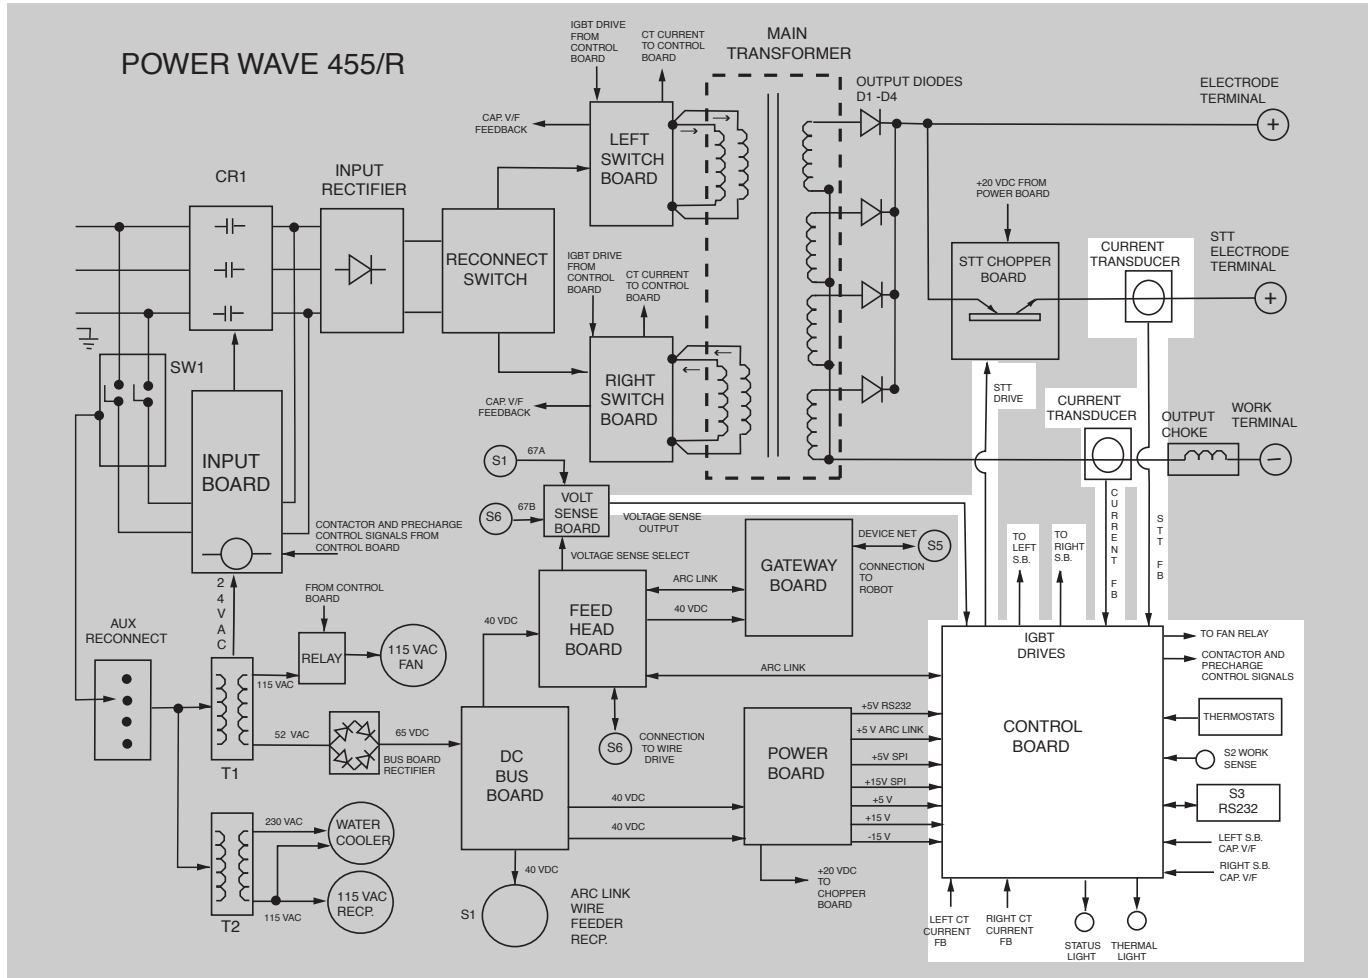 POWER WAVE 455/R
IGBT DRIVE
FROM
CONTROL
BOARD
CT CURRENT
TO CONTROL
BOARD
MAIN
TRANSFORMER
OUTPUT DIODES
D1 -D4
ELECTRODE
TERMINAL
+
CAP. V/F
FEEDBACK
LEFT
SWITCH
BOARD
CR1
INPUT
RECTIFIER
RECONNECT
SWITCH
+20 VDC FROM
POWER BOARD
STT CHOPPER
BOARD
CURRENT
TRANSDUCER
STT
ELECTRODE
TERMINAL
+
IGBT DRIVE
FROM
CONTROL
BOARD
CT CURRENT
TO CONTROL
BOARD
SW1
RIGHT
SWITCH
BOARD
CAP. V/F
FEEDBACK
STT
DRIVE
CURRENT
TRANSDUCER
OUTPUT
CHOKE
WORK
TERMINAL
−
INPUT
BOARD
S1
67A
S6
67B
VOLT
SENSE
BOARD
VOLTAGE SENSE
OUTPUT
VOLTAGE SENSE SELECT
CONTACTOR AND PRECHARGE
CONTROL SIGNALS FROM
CONTROL BOARD
GATEWAY
BOARD
DEVICE NET
S5
CONNECTION
TO
ROBOT
TO
LEFT
S.B.
TO
RIGHT
S.B.
C
U
R
R
E
N
T
F
B
S
T
T
F
B
2
4
V
A
C
FROM CONTROL
BOARD
AUX
RECONNECT
RELAY
115 VAC
FAN
115 VAC
40 VDC
FEED
HEAD
BOARD
ARC LINK
40 VDC
ARC LINK
IGBT
DRIVES
CONTROL
BOARD
TO FAN RELAY
CONTACTOR AND
PRECHARGE
CONTROL SIGNALS
THERMOSTATS
S2 WORK
SENSE
S3
RS232
LEFT S.B.
CAP. V/F
RIGHT S.B.
CAP. V/F
52 VAC
65 VDC
BUS BOARD
RECTIFIER
T1
DC
BUS
BOARD
S6
CONNECTION
TO WIRE
DRIVE
POWER
BOARD
+5V RS232
+5 V ARC LINK
+5V SPI
+15V SPI
+5 V
+15 V
-15 V
40 VDC
40 VDC
230 VAC
WATER
COOLER
115 VAC
RECP.
115 VAC
T2
40 VDC
S1
ARC LINK
WIRE
FEEDER
RECP.
+20 VDC
TO
CHOPPER
BOARD
LEFT CT
CURRENT
FB
RIGHT CT
CURRENT
FB
STATUS
LIGHT
THERMAL
LIGHT